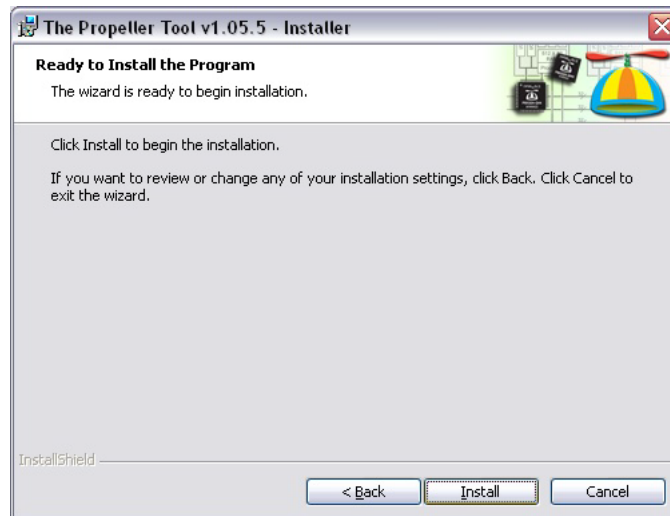 The Propeller Tool v1.05.5 - Installer
Ready to Install the Program
The wizard is ready to begin installation.
Click Install to begin the installation.
If you want to review or change any of your installation settings, click Back. Click Cancel to
exit the wizard.
InstallShield
< Back
Install
Cancel